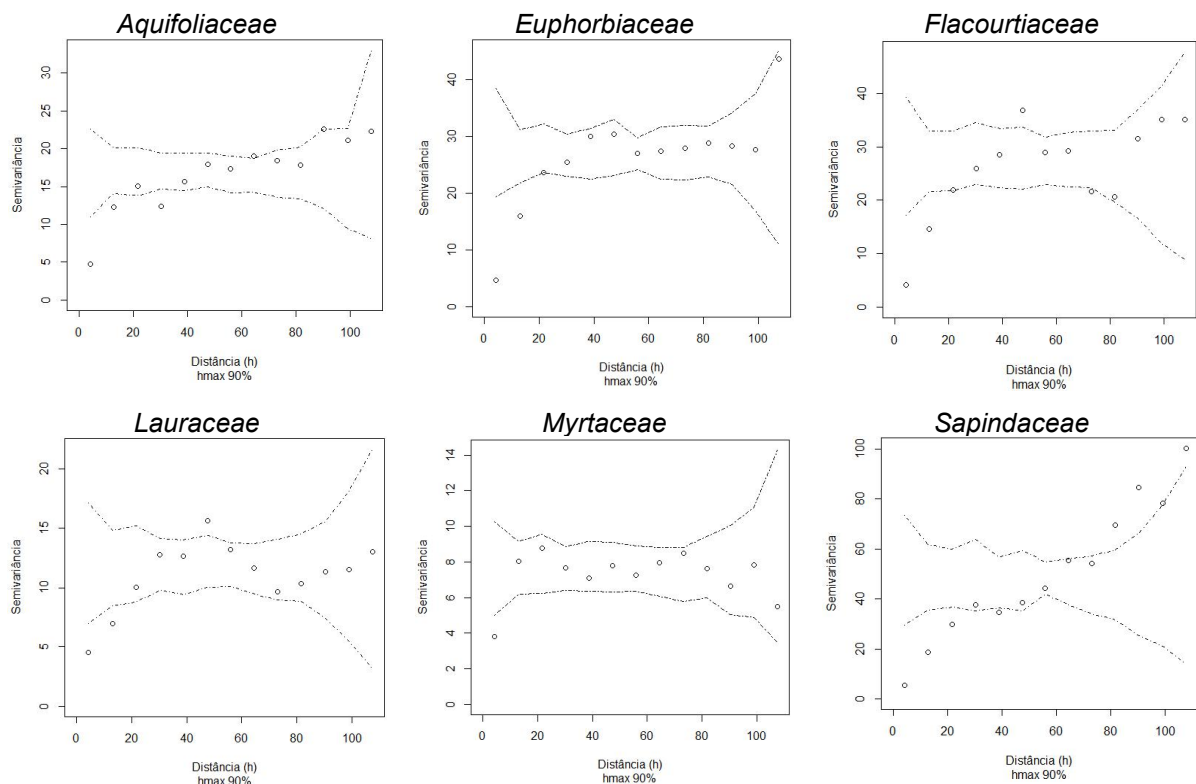 Aquifoliaceae
Semivariância
0 5 10 15 20 25 30
0 20 40 60 80 100
Distância (h)
hmax 90%
Euphorbiaceae
Semivariância
0 10 20 30 40
0 20 40 60 80 100
Distância (h)
hmax 90%
Flacourtiaceae
Semivariância
0 10 20 30 40
0 20 40 60 80 100
Distância (h)
hmax 90%
Lauraceae
Semivariância
0 5 10 15 20
0 20 40 60 80 100
Distância (h)
hmax 90%
Myrtaceae
Semivariância
0 2 4 6 8 10 12 14
0 20 40 60 80 100
Distância (h)
hmax 90%
Sapindaceae
Semivariância
0 20 40 60 80 100
0 20 40 60 80 100
Distância (h)
hmax 90%